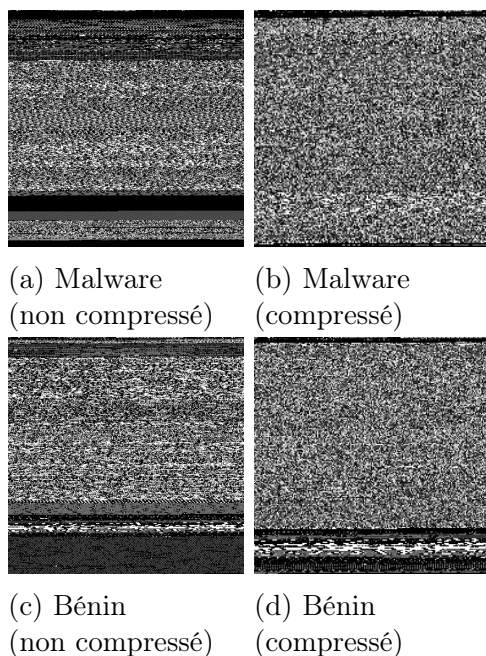 (a) Malware
(non compressé)
(b) Malware
(compressé)
(c) Bénin
(non compressé)
(d) Bénin
(compressé)